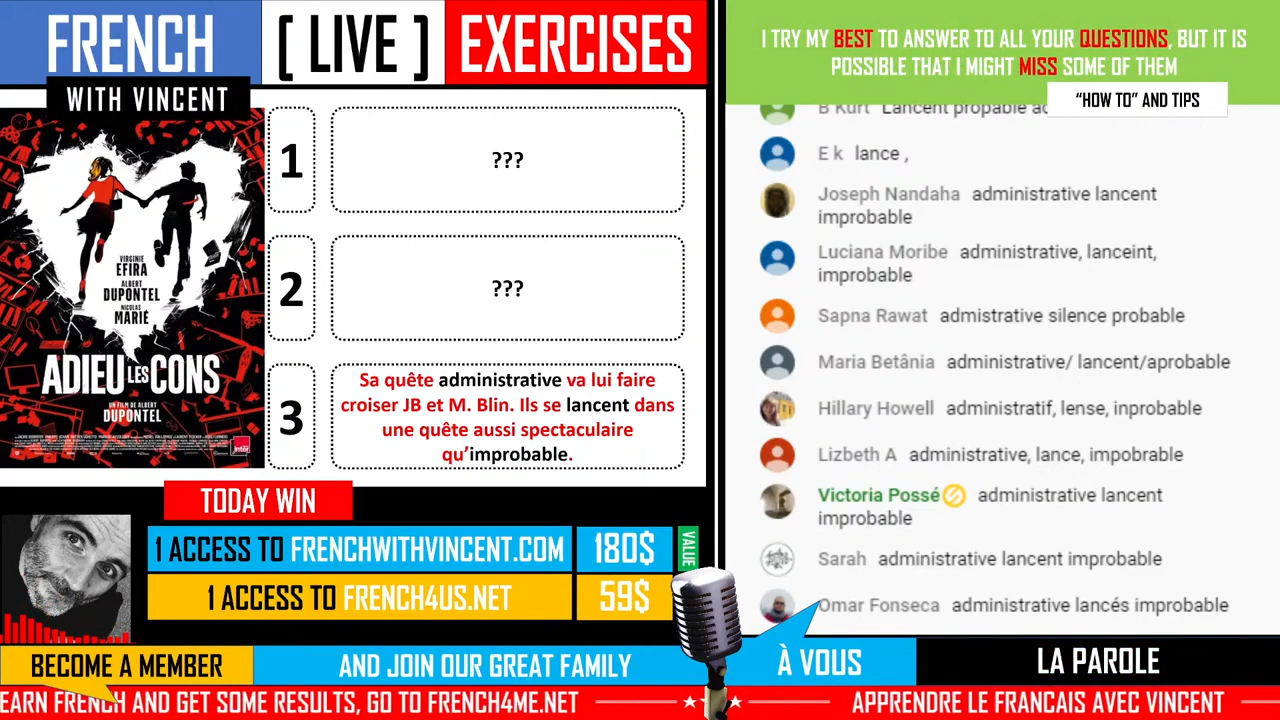 FRENCH
[ LIVE ]
EXERCISES
WITH VINCENT
VIRGINIE
EFIRA
ALBERT
DUPONTEL
NICOLAS
MARIÉ
ADIEU LES CONS
UN FILM DE ALBERT
DUPONTEL
inter
1
???
2
???
3
Sa quête administrative va lui faire
croiser JB et M. Blin. Ils se lancent dans
une quête aussi spectaculaire
qu'improbable.
TODAY WIN
1 ACCESS TO FRENCHWITHVINCENT.COM
180$
VALUE
1 ACCESS TO FRENCH4US.NET
59$
BECOME A MEMBER
AND JOIN OUR GREAT FAMILY
I TRY MY BEST TO ANSWER TO ALL YOUR QUESTIONS, BUT IT IS
POSSIBLE THAT I MIGHT MISS SOME OF THEM
"HOW TO" AND TIPS
B Kurt Lancent propable
E k lance ,
Joseph Nandaha administrative lancent
improbable
Luciana Moribe administrative, lanceint,
improbable
Sapna Rawat admistrative silence probable
Maria Betânia administrative/ lancent/aprobable
Hillary Howell administratif, lense, inprobable
Lizbeth A administrative, lance, impobrable
Victoria Possé administrative lancent
improbable
Sarah administrative lancent improbable
Omar Fonseca administrative lancés improbable
À VOUS
LA PAROLE
EARN FRENCH AND GET SOME RESULTS, GO TO FRENCH4ME.NET
APPRENDRE LE FRANCAIS AVEC VINCENT